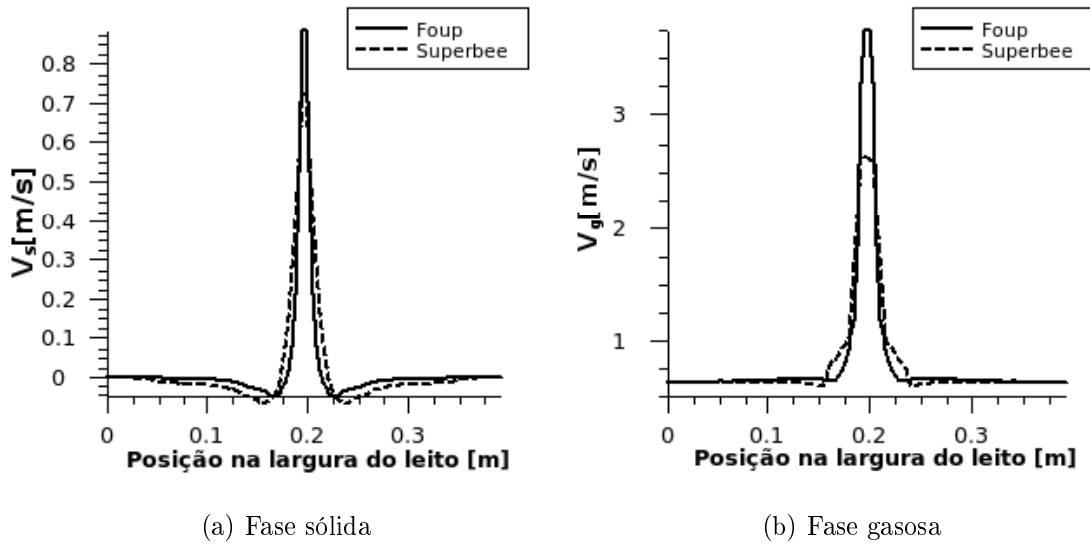 Foup
Superbee
0.8
0.7
0.6
0.5
0.4
0.3
0.2
0.1
0
Vs[m/s]
0 0.1 0.2 0.3
Posição na largura do leito [m]
(a) Fase sólida
Foup
Superbee
3
2
1
Vg[m/s]
0 0.1 0.2 0.3
Posição na largura do leito [m]
(b) Fase gasosa